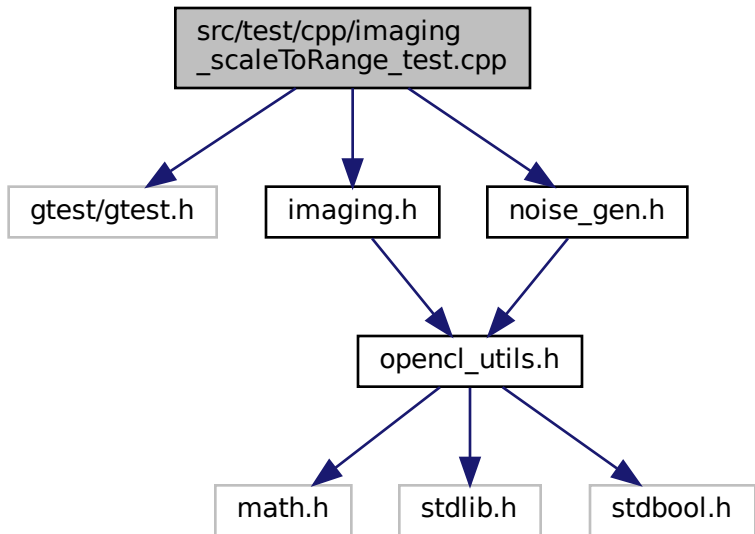 src/test/cpp/imaging
_scaleToRange_test.cpp
gtest/gtest.h
imaging.h
noise_gen.h
opencl_utils.h
math.h
stdlib.h
stdbool.h